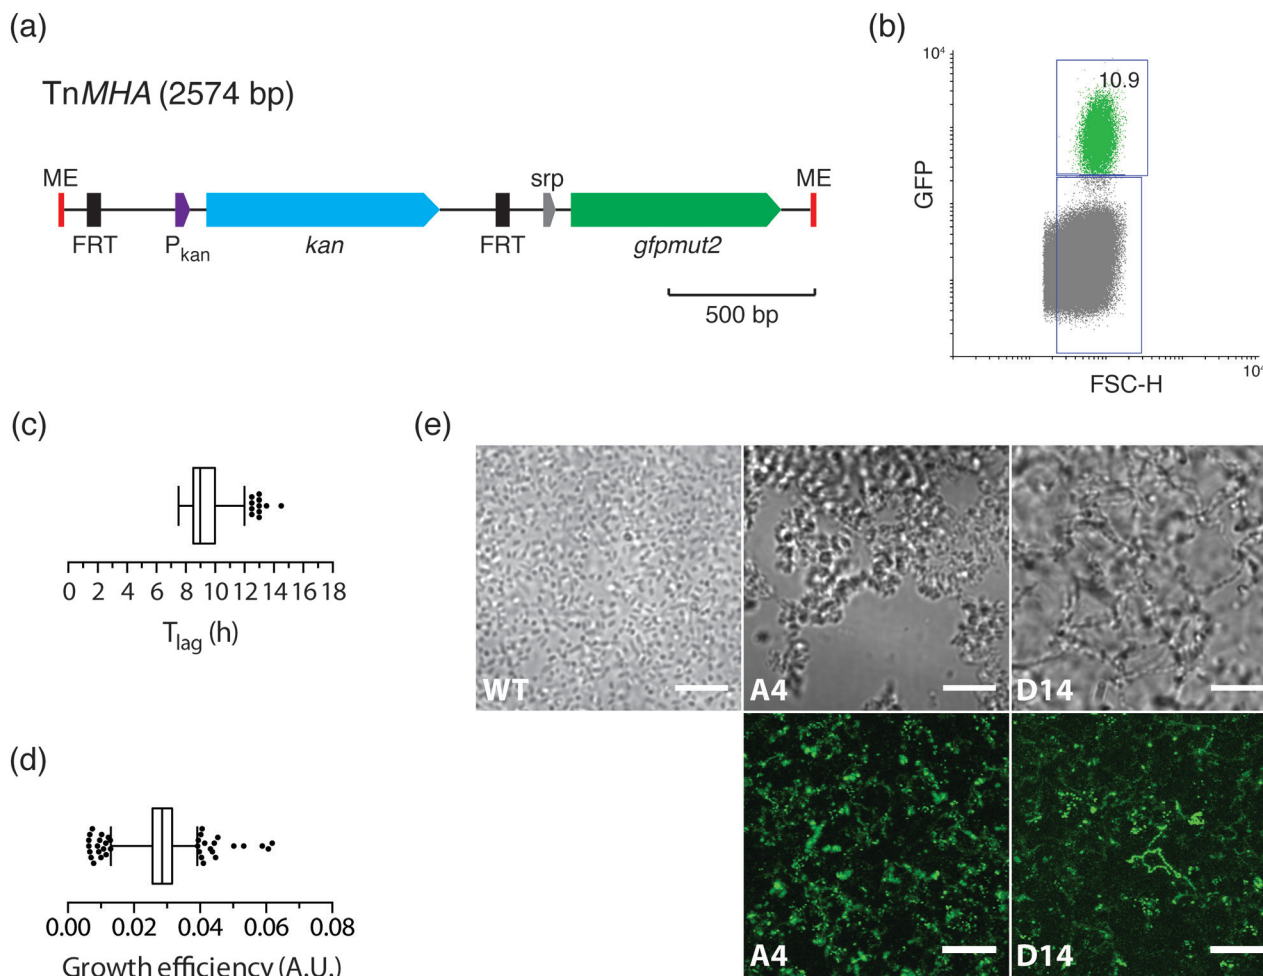 (a)
TnMHA (2574 bp)
ME
srp
ME
FRT
Pkan
kan
FRT
gfpmut2
500 bp
(b)
10⁴
10.9
GFP
FSC-H
10⁴
(c)
0 2 4 6 8 10 12 14 16 18
Tlag (h)
(d)
0.00 0.02 0.04 0.06 0.08
Growth efficiency (A.U.)
(e)
WT
A4
D14
A4
D14